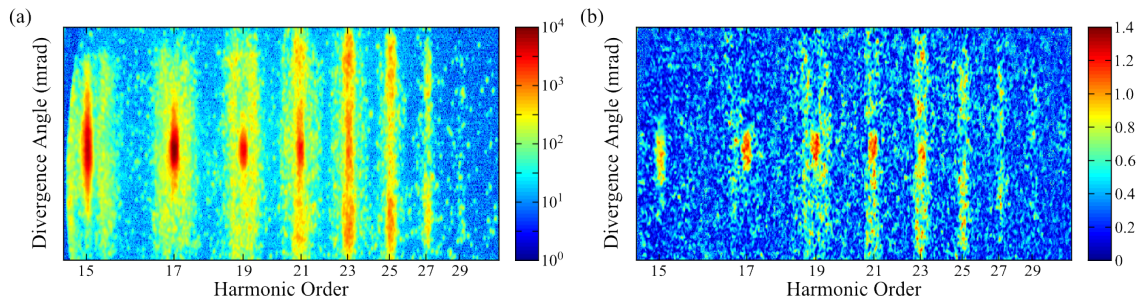 (a)
Divergence Angle (mrad)
15 17 19 21 23 25 27 29
Harmonic Order
10^4
10^3
10^2
10^1
10^0
(b)
Divergence Angle (mrad)
15 17 19 21 23 25 27 29
Harmonic Order
1.4
1.2
1.0
0.8
0.6
0.4
0.2
0